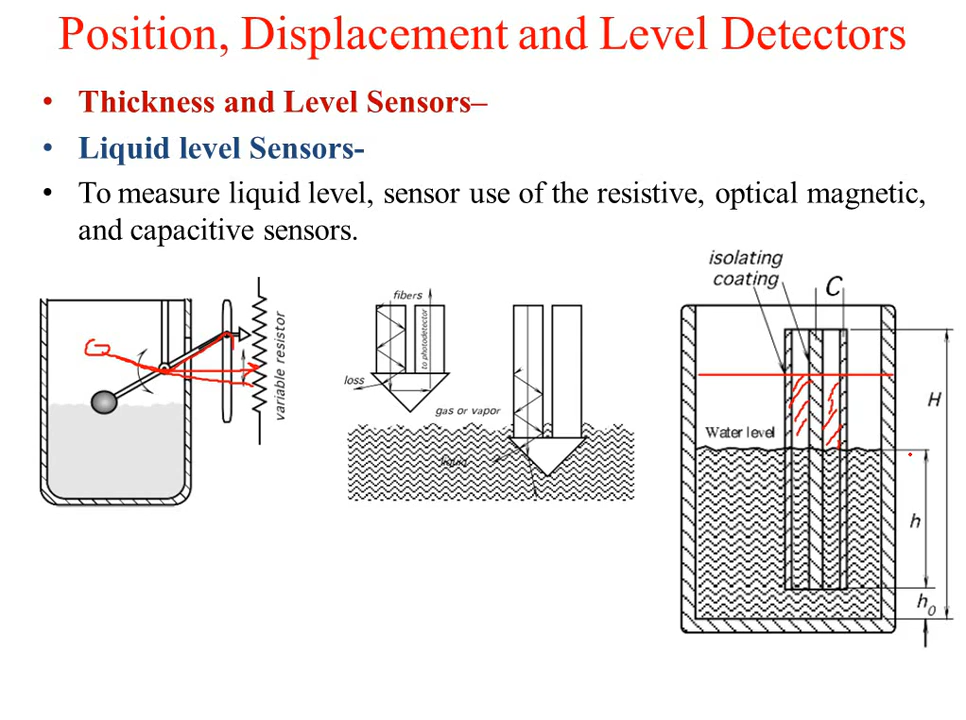 Position, Displacement and Level Detectors
• Thickness and Level Sensors–
• Liquid level Sensors-
• To measure liquid level, sensor use of the resistive, optical magnetic,
and capacitive sensors.
variable resistor
fibers
to photodetector
loss
gas or vapor
liquid
isolating
coating
C
H
Water level
h
h₀